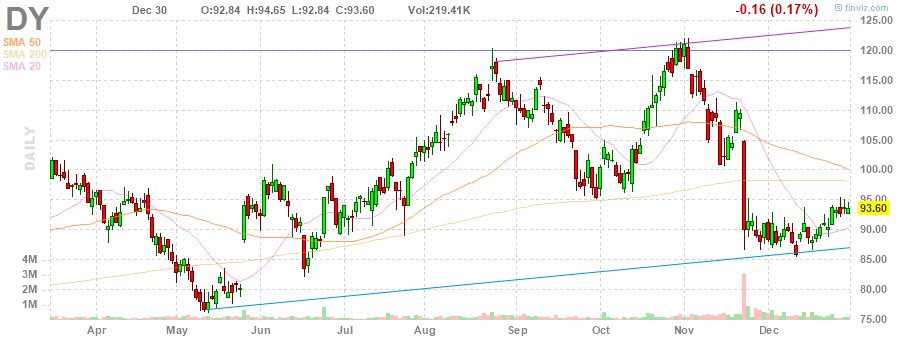 DY Dec 30 O:92.84 H:94.65 L:92.84 C:93.60 Vol:219.41K -0.16 (0.17%) © finviz.com
SMA 50
SMA 200
SMA 20
DAILY
125.00
120.00
115.00
110.00
105.00
100.00
95.00
93.60
90.00
85.00
80.00
75.00
4M
3M
2M
1M
Apr May Jun Jul Aug Sep Oct Nov Dec